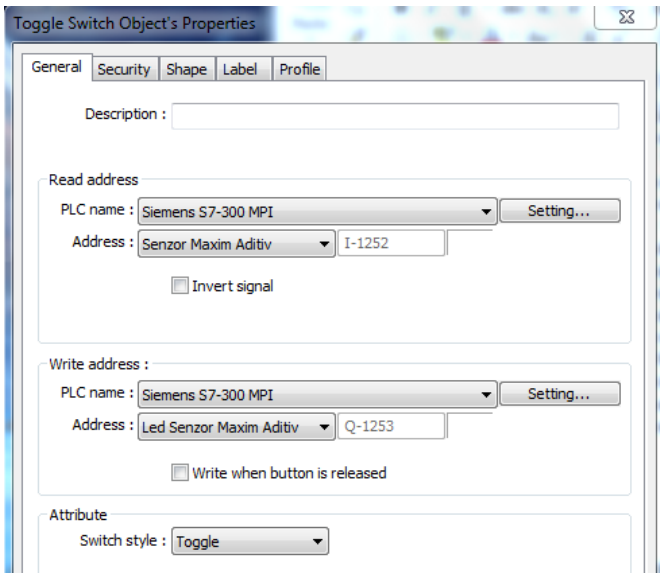 Toggle Switch Object's Properties
General Security Shape Label Profile
Description :
Read address
PLC name : Siemens S7-300 MPI Setting...
Address : Senzor Maxim Aditiv I-1252
Invert signal
Write address :
PLC name : Siemens S7-300 MPI Setting...
Address : Led Senzor Maxim Aditiv Q-1253
Write when button is released
Attribute
Switch style : Toggle